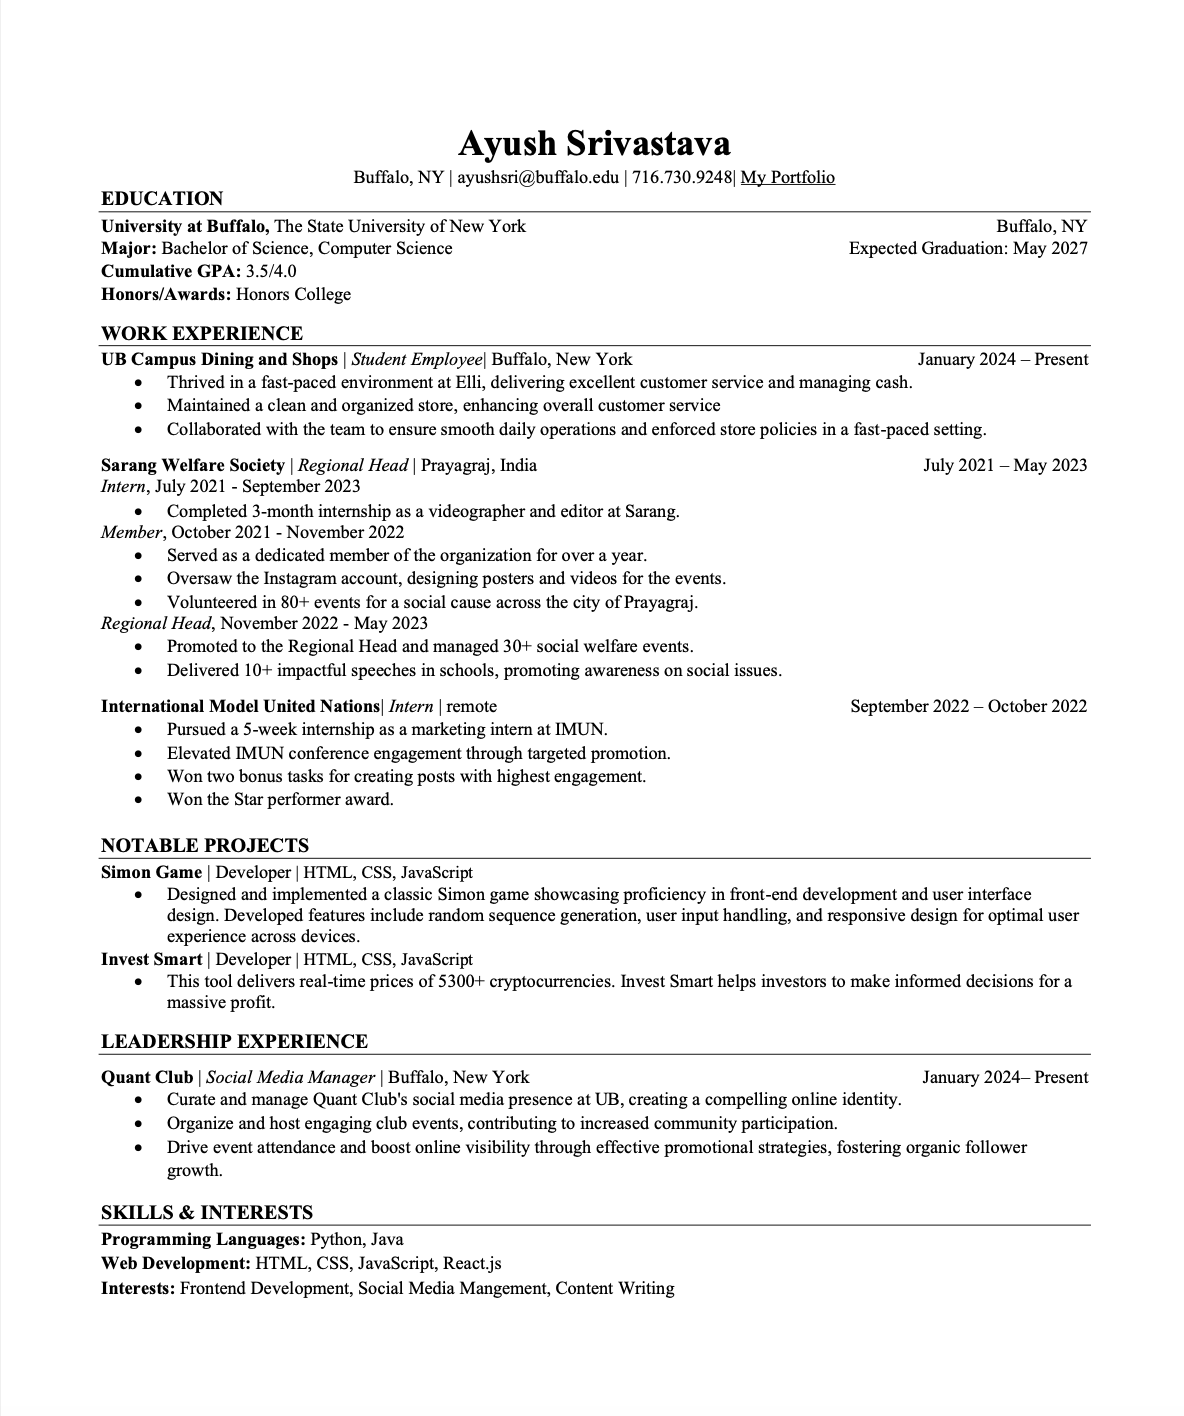 Ayush Srivastava
Buffalo, NY | ayushsri@buffalo.edu | 716.730.9248| My Portfolio
EDUCATION
University at Buffalo, The State University of New York Buffalo, NY
Major: Bachelor of Science, Computer Science Expected Graduation: May 2027
Cumulative GPA: 3.5/4.0
Honors/Awards: Honors College
WORK EXPERIENCE
UB Campus Dining and Shops | Student Employee| Buffalo, New York January 2024 – Present
• Thrived in a fast-paced environment at Elli, delivering excellent customer service and managing cash.
• Maintained a clean and organized store, enhancing overall customer service
• Collaborated with the team to ensure smooth daily operations and enforced store policies in a fast-paced setting.
Sarang Welfare Society | Regional Head | Prayagraj, India July 2021 – May 2023
Intern, July 2021 - September 2023
• Completed 3-month internship as a videographer and editor at Sarang.
Member, October 2021 - November 2022
• Served as a dedicated member of the organization for over a year.
• Oversaw the Instagram account, designing posters and videos for the events.
• Volunteered in 80+ events for a social cause across the city of Prayagraj.
Regional Head, November 2022 - May 2023
• Promoted to the Regional Head and managed 30+ social welfare events.
• Delivered 10+ impactful speeches in schools, promoting awareness on social issues.
International Model United Nations| Intern | remote September 2022 – October 2022
• Pursued a 5-week internship as a marketing intern at IMUN.
• Elevated IMUN conference engagement through targeted promotion.
• Won two bonus tasks for creating posts with highest engagement.
• Won the Star performer award.
NOTABLE PROJECTS
Simon Game | Developer | HTML, CSS, JavaScript
• Designed and implemented a classic Simon game showcasing proficiency in front-end development and user interface
design. Developed features include random sequence generation, user input handling, and responsive design for optimal user
experience across devices.
Invest Smart | Developer | HTML, CSS, JavaScript
• This tool delivers real-time prices of 5300+ cryptocurrencies. Invest Smart helps investors to make informed decisions for a
massive profit.
LEADERSHIP EXPERIENCE
Quant Club | Social Media Manager | Buffalo, New York January 2024– Present
• Curate and manage Quant Club's social media presence at UB, creating a compelling online identity.
• Organize and host engaging club events, contributing to increased community participation.
• Drive event attendance and boost online visibility through effective promotional strategies, fostering organic follower
growth.
SKILLS & INTERESTS
Programming Languages: Python, Java
Web Development: HTML, CSS, JavaScript, React.js
Interests: Frontend Development, Social Media Mangement, Content Writing